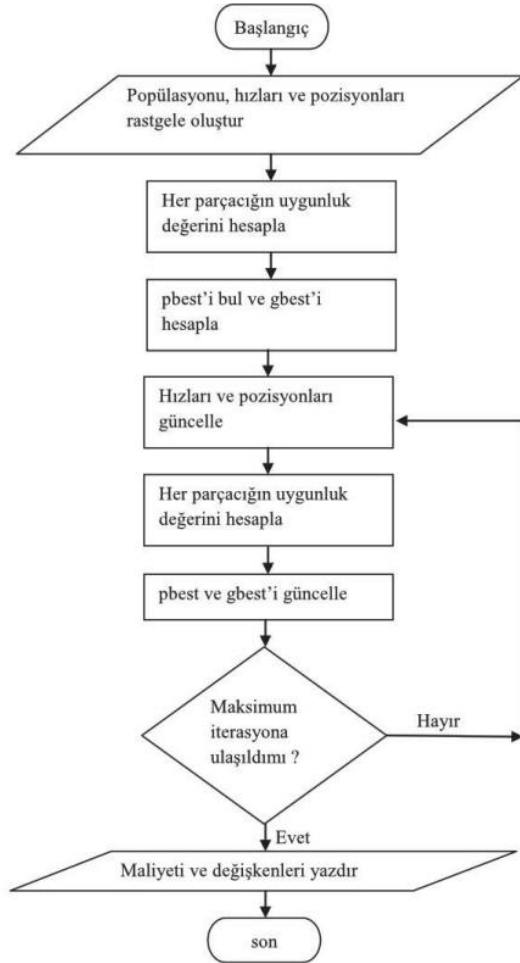 Başlangıç
Popülasyonu, hızları ve pozisyonları
rastgele oluştur
Her parçacığın uygunluk
değerini hesapla
pbest’i bul ve gbest’i
hesapla
Hızları ve pozisyonları
güncelle
Her parçacığın uygunluk
değerini hesapla
pbest ve gbest’i güncelle
Maksimum
iterasyona
ulaşıldımı ?
Hayır
Evet
Maliyeti ve değişkenleri yazdır
son